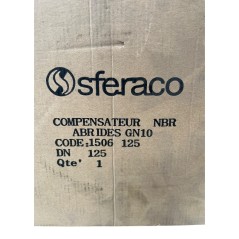 sferaco
COMPENSATEUR NBR
ABRIDES GN10
CODE:1506 125
DN 125
Qte' 1